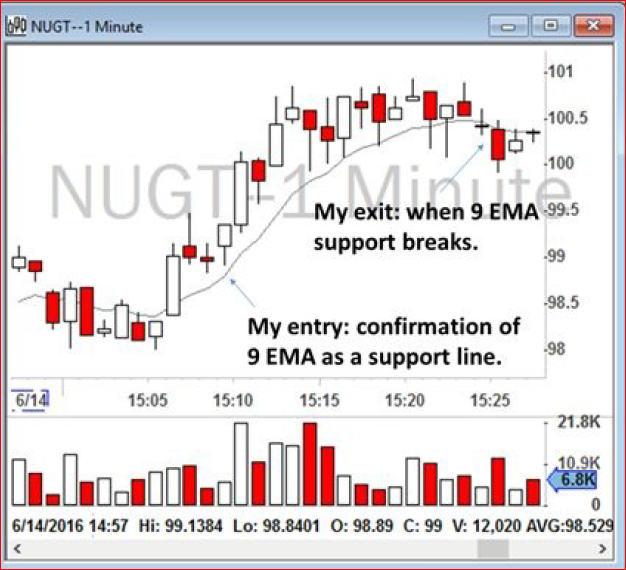 NUGT--1 Minute
101
100.5
NUGT--1 Minute
100
99.5
My exit: when 9 EMA
support breaks.
99
98.5
My entry: confirmation of
9 EMA as a support line.
98
6/14 15:05 15:10 15:15 15:20 15:25
21.8K
10.9K
6.8K
0
6/14/2016 14:57 Hi: 99.1384 Lo: 98.8401 O: 98.89 C: 99 V: 12,020 AVG:98.529